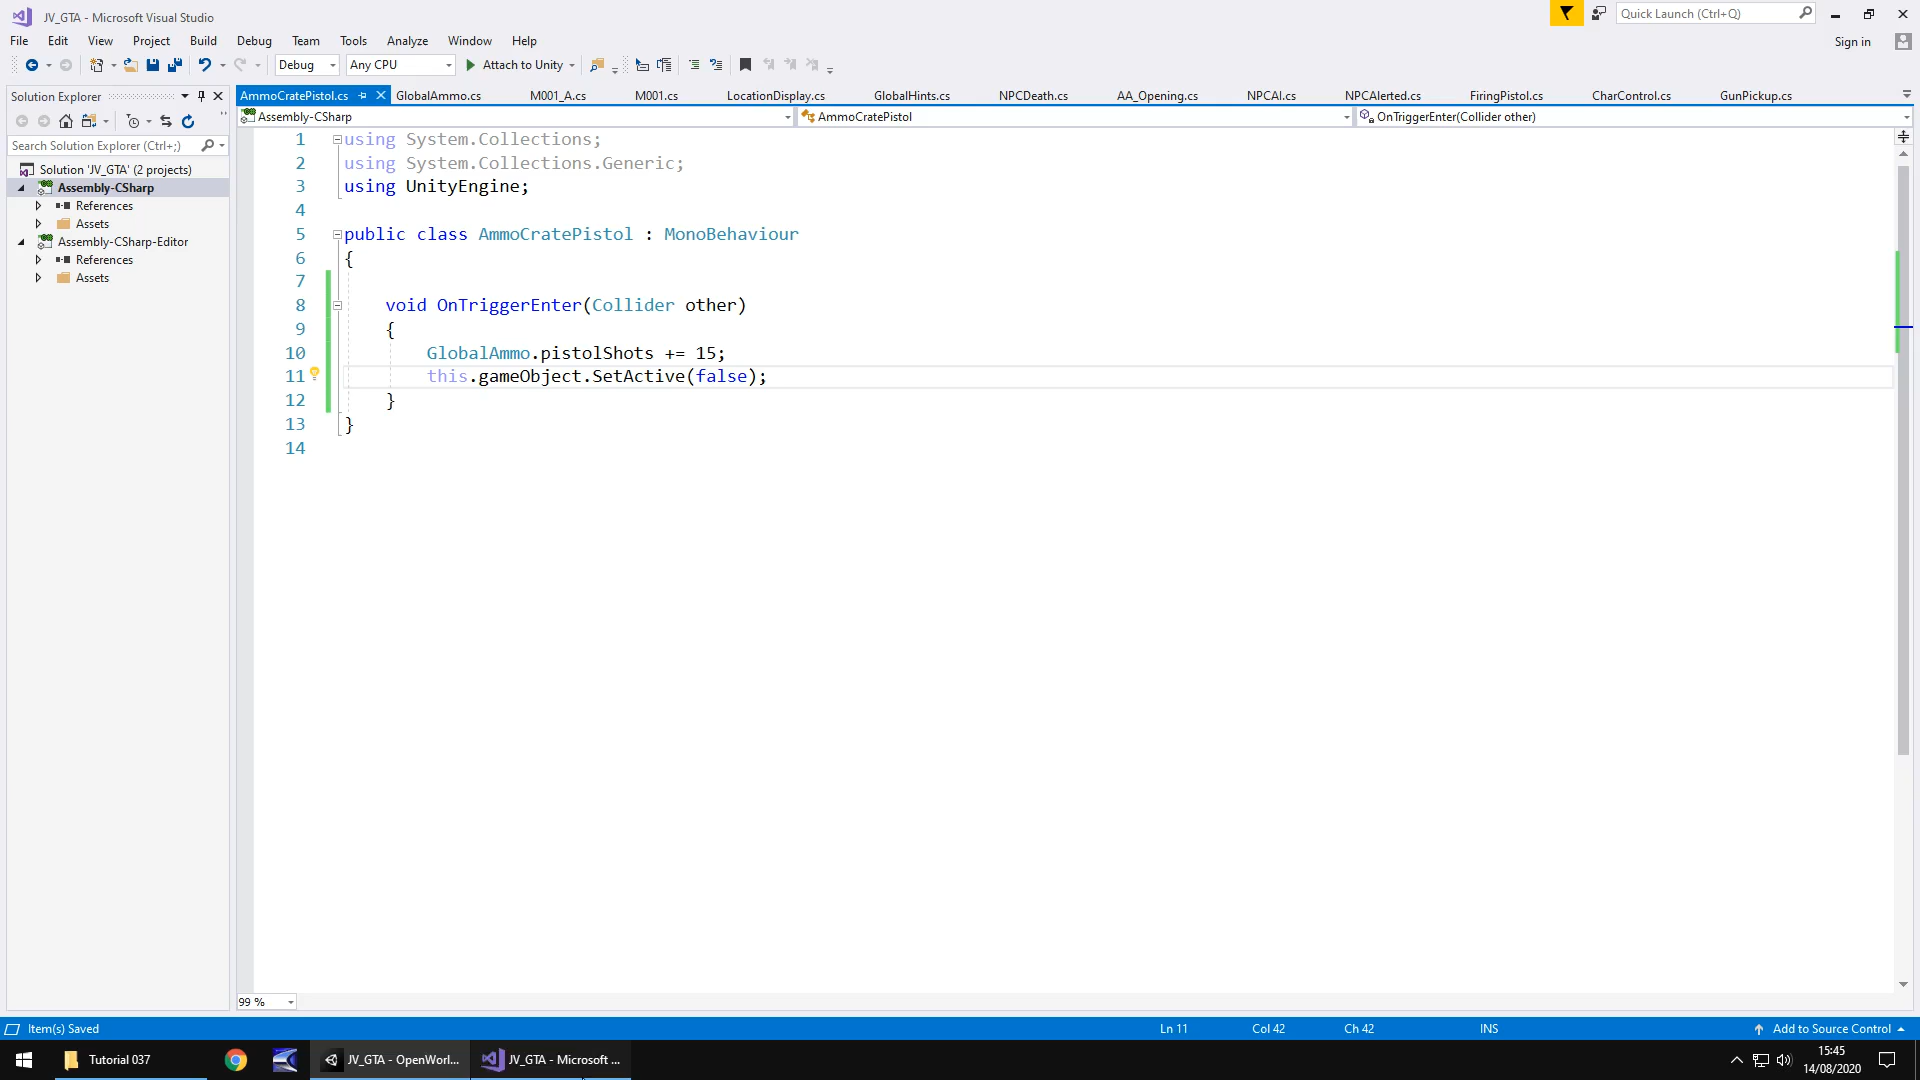 JV_GTA - Microsoft Visual Studio
Quick Launch (Ctrl+Q)
File Edit View Project Build Debug Team Tools Analyze Window Help
Sign in
Debug Any CPU Attach to Unity
Solution Explorer
AmmoCratePistol.cs GlobalAmmo.cs M001_A.cs M001.cs LocationDisplay.cs GlobalHints.cs NPCDeath.cs AA_Opening.cs NPCAI.cs NPCAlerted.cs FiringPistol.cs CharControl.cs GunPickup.cs
Assembly-CSharp AmmoCratePistol OnTriggerEnter(Collider other)
Search Solution Explorer (Ctrl+;)
Solution 'JV_GTA' (2 projects)
Assembly-CSharp
References
Assets
Assembly-CSharp-Editor
References
Assets
1 using System.Collections;
2 using System.Collections.Generic;
3 using UnityEngine;
4
5 public class AmmoCratePistol : MonoBehaviour
6 {
7
8 void OnTriggerEnter(Collider other)
9 {
10 GlobalAmmo.pistolShots += 15;
11 this.gameObject.SetActive(false);
12 }
13 }
14
99 %
Item(s) Saved
Ln 11 Col 42 Ch 42 INS Add to Source Control
Tutorial 037 JV_GTA - OpenWorl... JV_GTA - Microsoft ...
15:45
14/08/2020